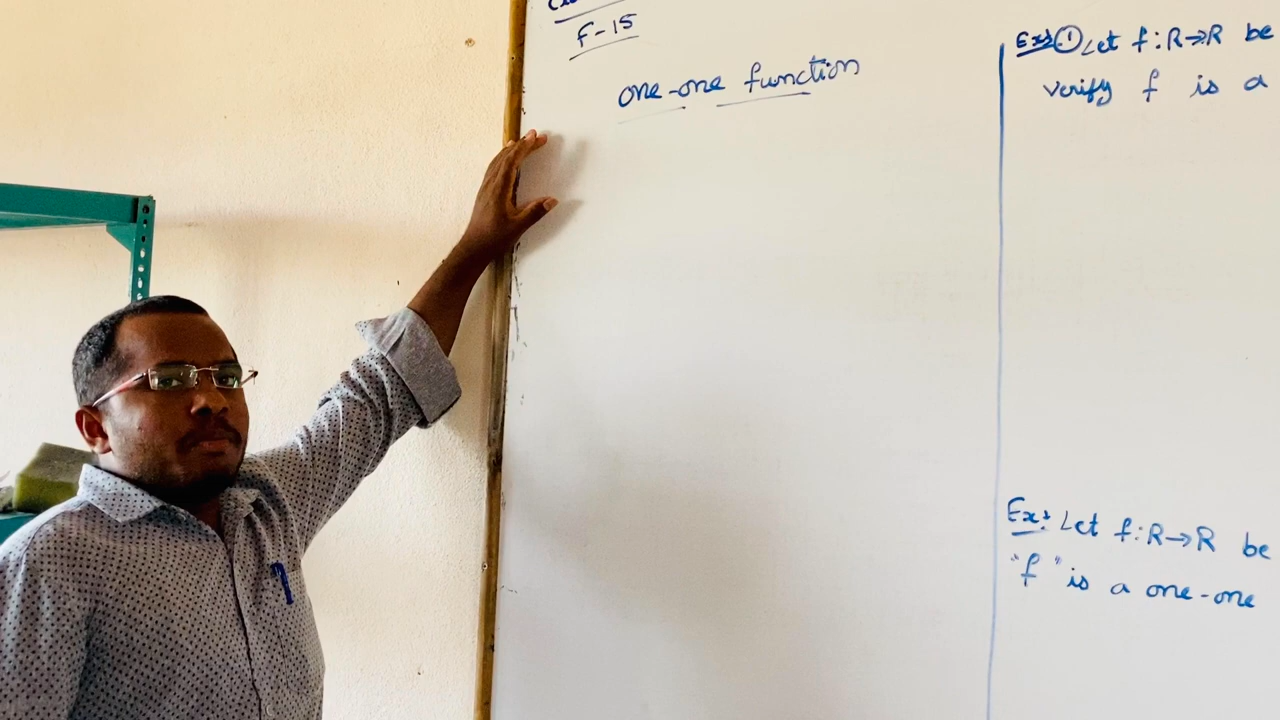 F-15
one-one function
Ex:① Let f:R→R be
verify f is a
Ex: Let f:R→R be
"f" is a one-one